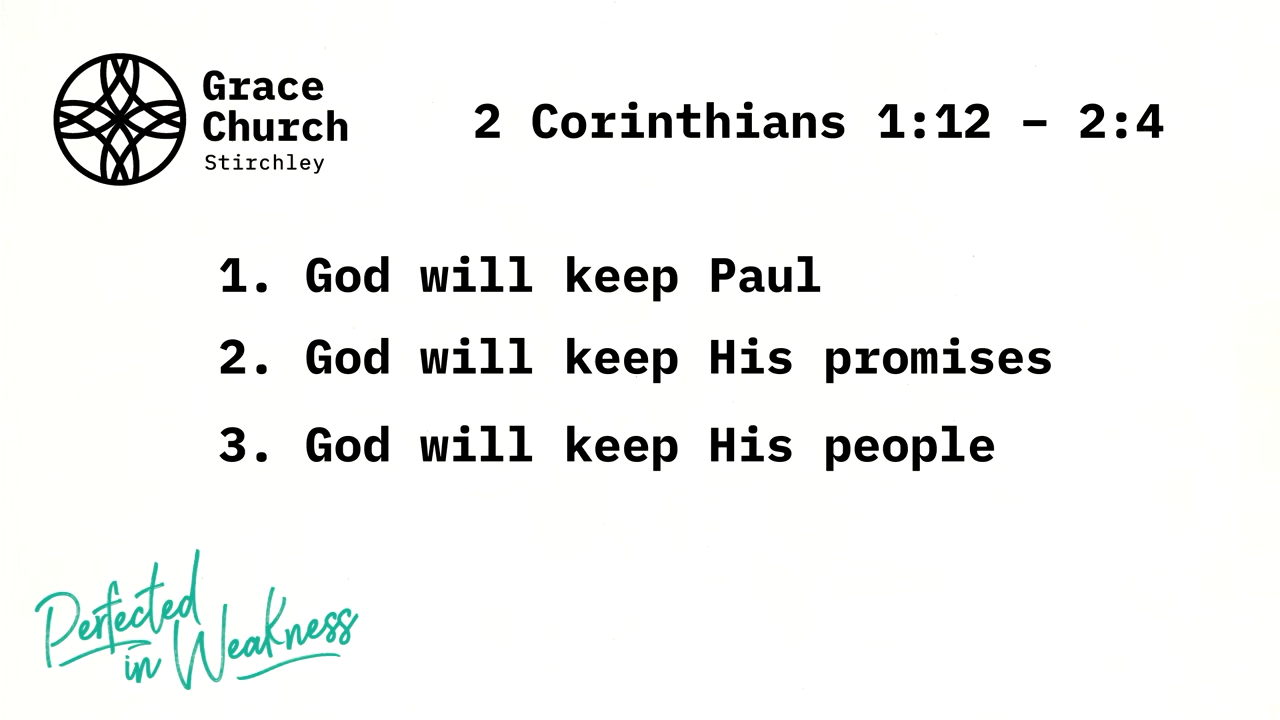 Grace
Church
Stirchley
2 Corinthians 1:12 – 2:4
1. God will keep Paul
2. God will keep His promises
3. God will keep His people
Perfected
in Weakness